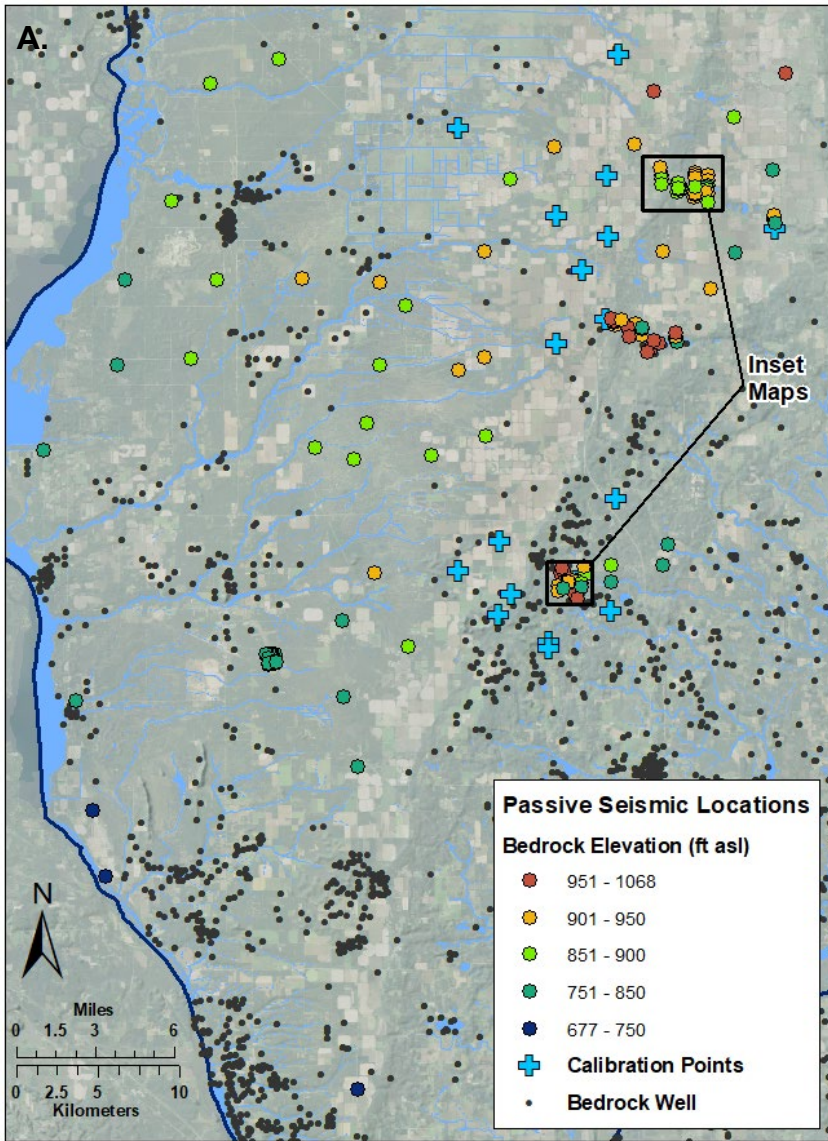 A.
Inset
Maps
Passive Seismic Locations
Bedrock Elevation (ft asl)
951 - 1068
901 - 950
851 - 900
751 - 850
677 - 750
Calibration Points
Bedrock Well
N
Miles
0 1.5 3 6
0 2.5 5 10
Kilometers